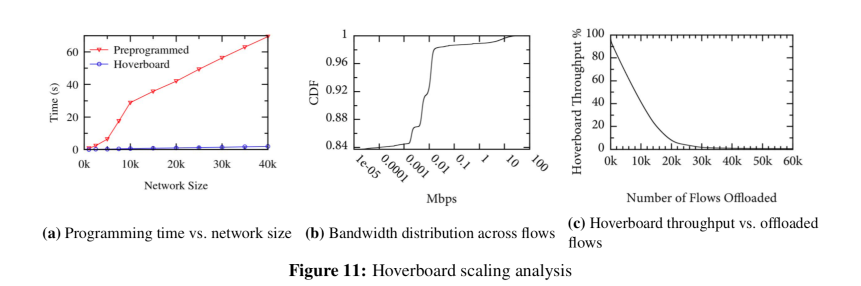 Preprogrammed
Hoverboard
Time (s)
60
40
20
0
0k 10k 20k 30k 40k
Network Size
CDF
1
0.96
0.92
0.88
0.84
1e-05 0.0001 0.001 0.01 0.1 1 10 100
Mbps
Hoverboard Throughput %
100
80
60
40
20
0
0k 10k 20k 30k 40k 50k 60k
Number of Flows Offloaded
(a) Programming time vs. network size
(b) Bandwidth distribution across flows
(c) Hoverboard throughput vs. offloaded
flows
Figure 11: Hoverboard scaling analysis